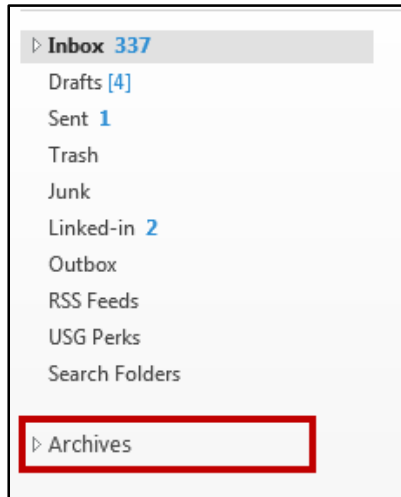 Inbox 337
Drafts [4]
Sent 1
Trash
Junk
Linked-in 2
Outbox
RSS Feeds
USG Perks
Search Folders
Archives